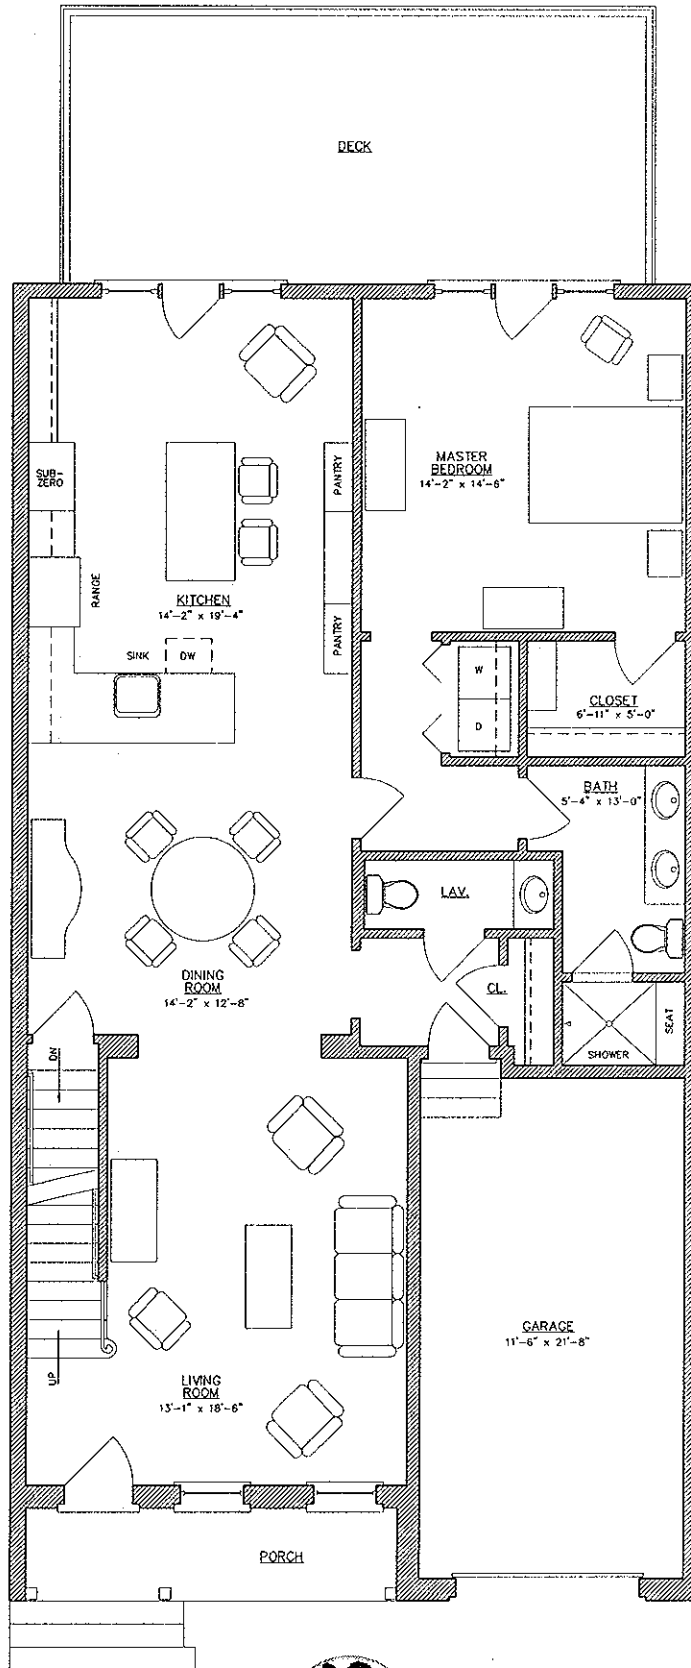 DECK
SUB-
ZERO
PANTRY
MASTER
BEDROOM
14'-2" x 14'-6"
RANGE
KITCHEN
14'-2" x 19'-4"
PANTRY
SINK
DW
W
D
CLOSET
6'-11" x 5'-0"
BATH
5'-4" x 13'-0"
LAV.
DINING
ROOM
14'-2" x 12'-8"
CL.
DN
SHOWER
SEAT
GARAGE
11'-6" x 21'-8"
UP
LIVING
ROOM
13'-1" x 18'-6"
PORCH